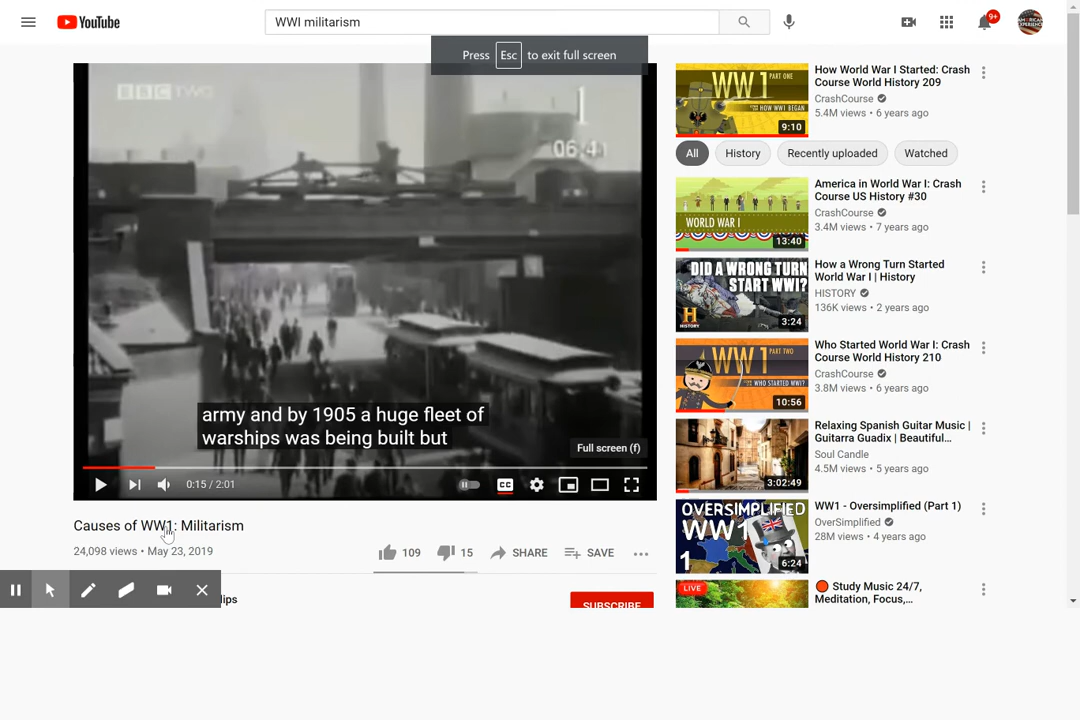 YouTube
WWI militarism
9+
Press Esc to exit full screen
BBC TWO
1
06:41
army and by 1905 a huge fleet of
warships was being built but
Full screen (f)
0:15 / 2:01
CC
Causes of WW1: Militarism
24,098 views • May 23, 2019
109
15
SHARE
SAVE
lips
SUBSCRIBE
WW1 PART ONE
HOW WW1 BEGAN
9:10
How World War I Started: Crash
Course World History 209
CrashCourse
5.4M views • 6 years ago
All
History
Recently uploaded
Watched
WORLD WAR I
13:40
America in World War I: Crash
Course US History #30
CrashCourse
3.4M views • 7 years ago
DID A WRONG TURN
START WWI?
H
HISTORY
3:24
How a Wrong Turn Started
World War I | History
HISTORY
136K views • 2 years ago
WW1 PART TWO
WHO STARTED WWI?
10:56
Who Started World War I: Crash
Course World History 210
CrashCourse
3.8M views • 6 years ago
3:02:49
Relaxing Spanish Guitar Music |
Guitarra Guadix | Beautiful...
Soul Candle
4.5M views • 5 years ago
OVERSIMPLIFIED
WW1
1
6:24
WW1 - Oversimplified (Part 1)
OverSimplified
28M views • 4 years ago
LIVE
Study Music 24/7,
Meditation, Focus,...